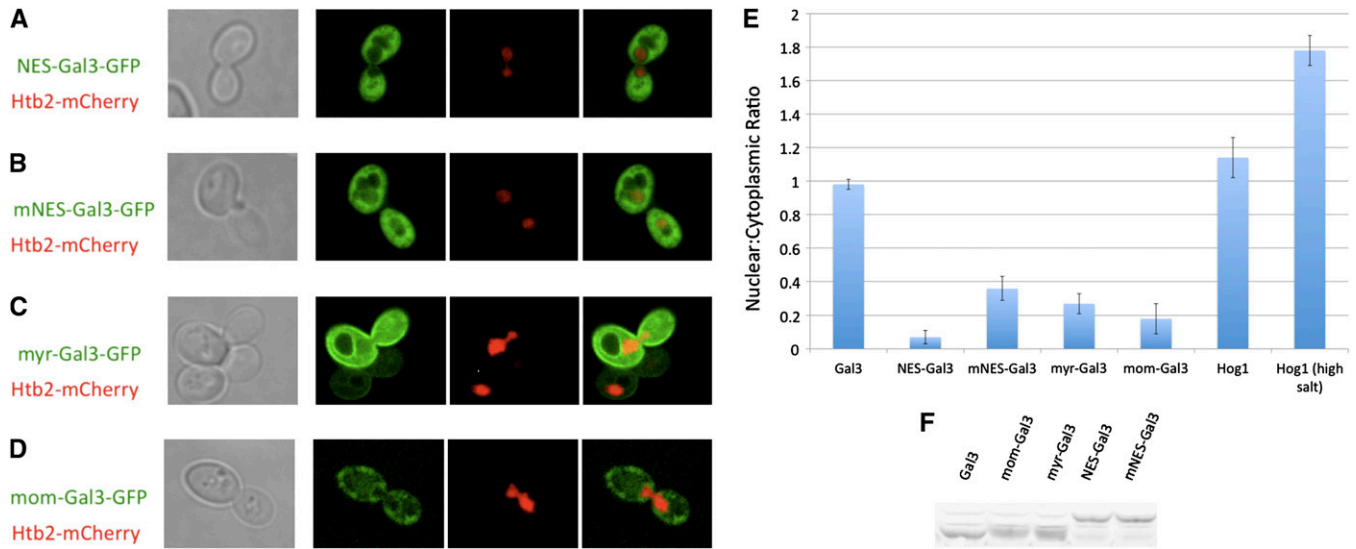 A
NES-Gal3-GFP
Htb2-mCherry
B
mNES-Gal3-GFP
Htb2-mCherry
C
myr-Gal3-GFP
Htb2-mCherry
D
mom-Gal3-GFP
Htb2-mCherry
E
Nuclear:Cytoplasmic Ratio
2
1.8
1.6
1.4
1.2
1
0.8
0.6
0.4
0.2
0
Gal3
NES-Gal3
mNES-Gal3
myr-Gal3
mom-Gal3
Hog1
Hog1 (high
salt)
F
Gal3
mom-Gal3
myr-Gal3
NES-Gal3
mNES-Gal3